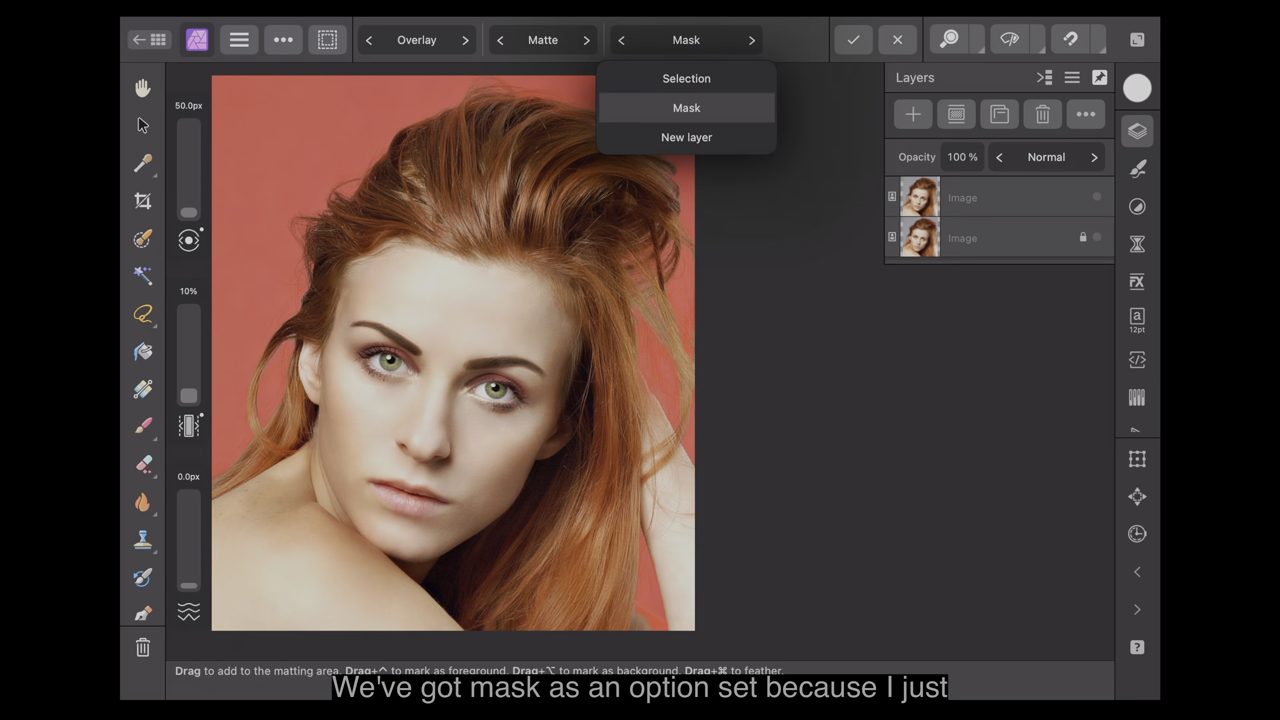 Overlay
Matte
Mask
Selection
Mask
New layer
Layers
Opacity 100 % Normal
Image
Image
50.0px
10%
0.0px
FX
a
12pt
?
Drag to add to the matting area. Drag+⌃ to mark as foreground. Drag+⌥ to mark as background. Drag+⌘ to feather.
We've got mask as an option set because I just